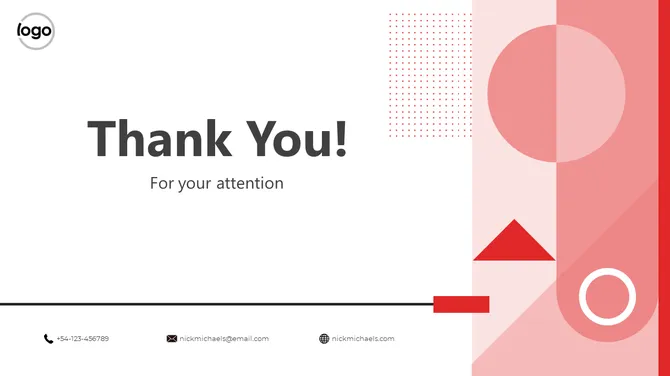 logo
Thank You!
For your attention
+54-123-456789
nickmichaels@email.com
nickmichaels.com